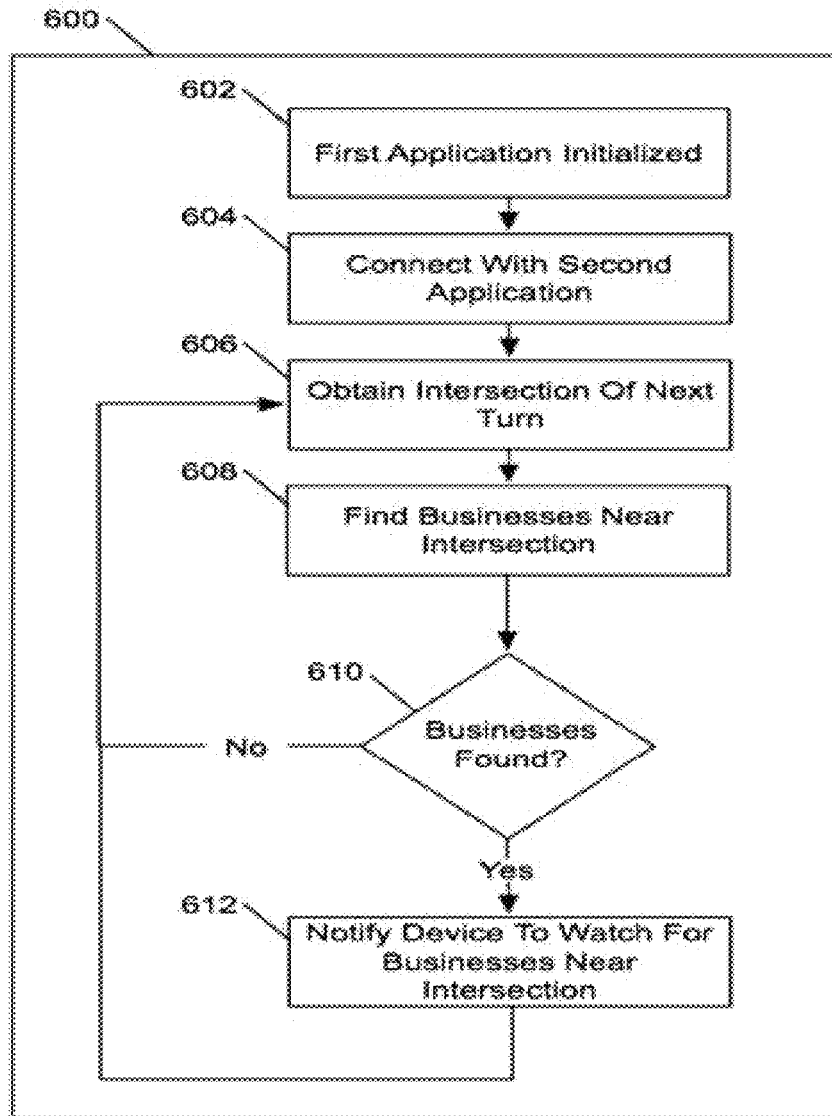 600
602
First Application Initialized
604
Connect With Second
Application
606
Obtain Intersection Of Next
Turn
608
Find Businesses Near
Intersection
610
Businesses
Found?
No
Yes
612
Notify Device To Watch For
Businesses Near
Intersection